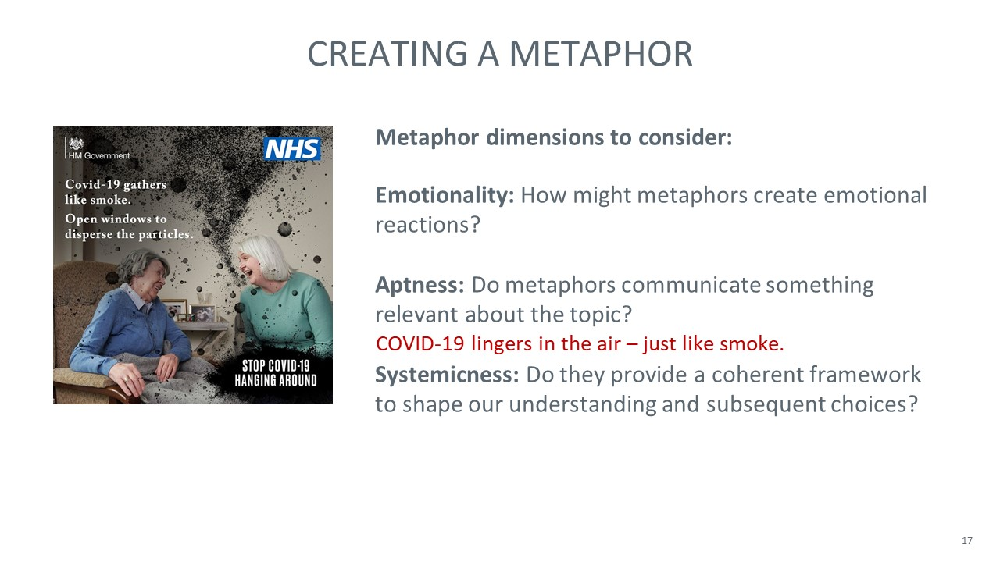 CREATING A METAPHOR
HM Government
NHS
Covid-19 gathers
like smoke.
Open windows to
disperse the particles.
STOP COVID-19
HANGING AROUND
Metaphor dimensions to consider:
Emotionality: How might metaphors create emotional
reactions?
Aptness: Do metaphors communicate something
relevant about the topic?
COVID-19 lingers in the air – just like smoke.
Systemicness: Do they provide a coherent framework
to shape our understanding and subsequent choices?
17